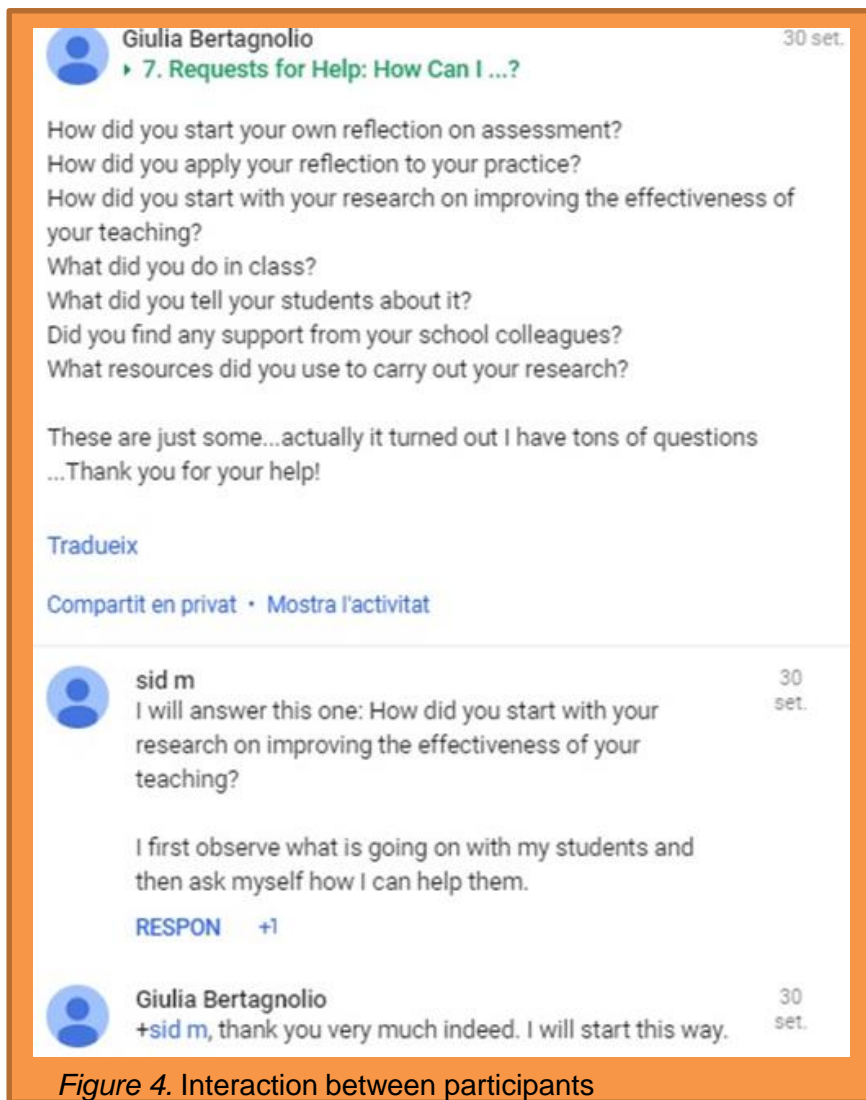 Giulia Bertagnolio
30 set.
▸ 7. Requests for Help: How Can I ...?
How did you start your own reflection on assessment?
How did you apply your reflection to your practice?
How did you start with your research on improving the effectiveness of
your teaching?
What did you do in class?
What did you tell your students about it?
Did you find any support from your school colleagues?
What resources did you use to carry out your research?
These are just some...actually it turned out I have tons of questions
...Thank you for your help!
Tradueix
Compartit en privat • Mostra l'activitat
sid m
30
set.
I will answer this one: How did you start with your
research on improving the effectiveness of your
teaching?
I first observe what is going on with my students and
then ask myself how I can help them.
RESPON +1
Giulia Bertagnolio
30
set.
+sid m, thank you very much indeed. I will start this way.
Figure 4. Interaction between participants